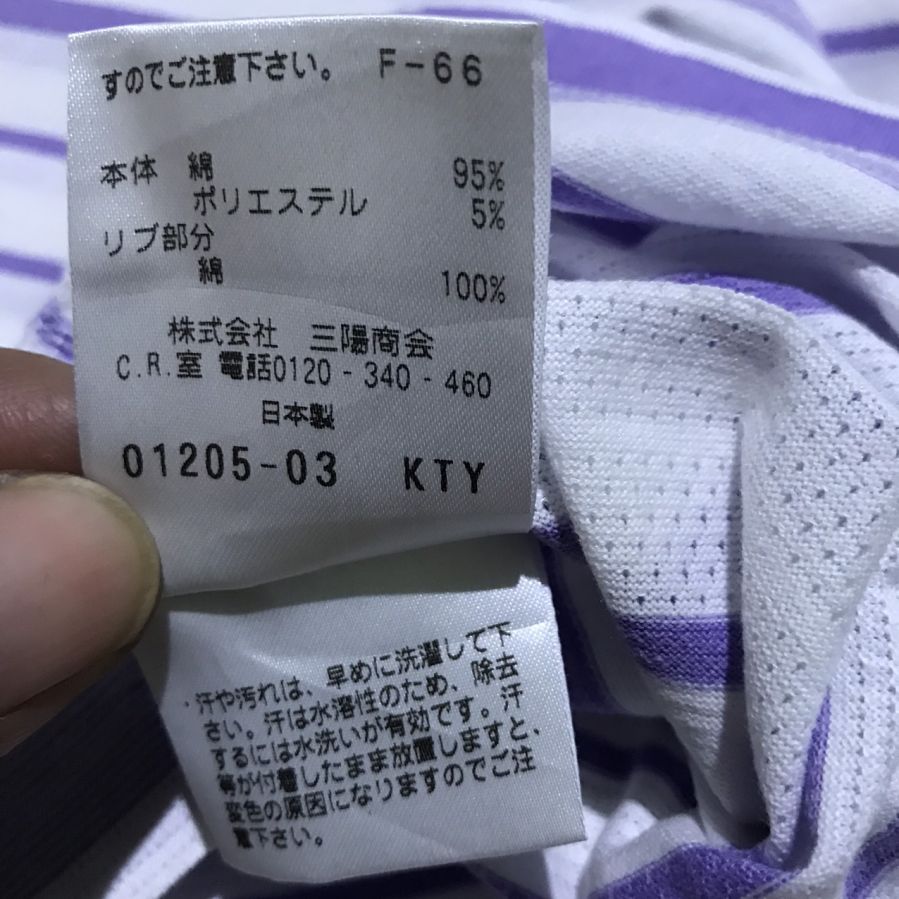 すのでご注意下さい。 F-66
本体 綿 95%
ポリエステル 5%
リブ部分
綿 100%
株式会社 三陽商会
C.R.室 電話0120-340-460
日本製
01205-03 KTY
・汗や汚れは、早めに洗濯して下
さい。汗は水溶性のため、除去
するには水洗いが有効です。汗
等が付着したまま放置しますと、
変色の原因になりますのでご注
意下さい。